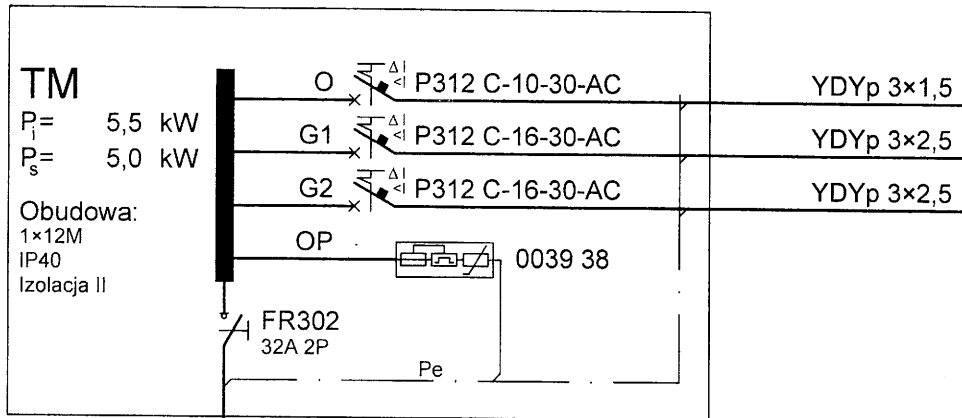 TM
Pi= 5,5 kW
Ps= 5,0 kW
Obudowa:
1×12M
IP40
Izolacja II
O Δ I <I P312 C-10-30-AC YDYp 3×1,5
G1 Δ I <I P312 C-16-30-AC YDYp 3×2,5
G2 Δ I <I P312 C-16-30-AC YDYp 3×2,5
OP 0039 38
FR302
32A 2P
Pe